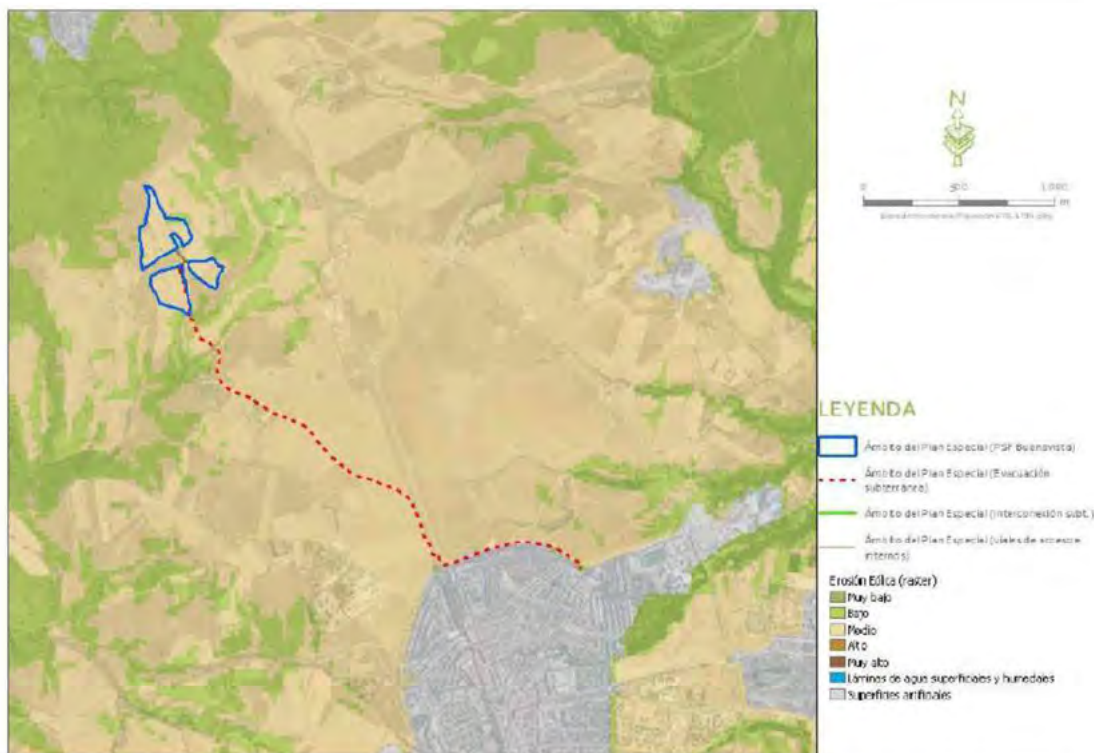 N
0 500 1.000
m
LEYENDA
Ámbito del Plan Especial (PSF Buenavista)
Ámbito del Plan Especial (Evacuación
subterránea)
Ámbito del Plan Especial (Interconexión subt.)
Ámbito del Plan Especial (viales de accesos
internos)
Erosión Eólica (raster)
Muy bajo
Bajo
Medio
Alto
Muy alto
Láminas de agua superficiales y humedales
Superficies artificiales